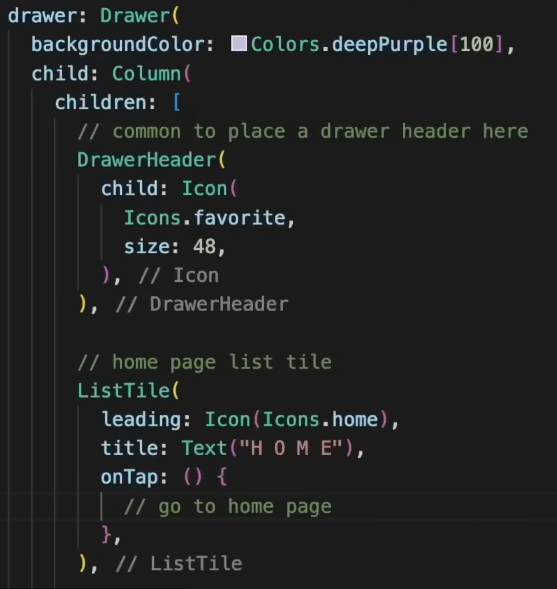 drawer: Drawer(
backgroundColor: Colors.deepPurple[100],
child: Column(
children: [
// common to place a drawer header here
DrawerHeader(
child: Icon(
Icons.favorite,
size: 48,
), // Icon
), // DrawerHeader
// home page list tile
ListTile(
leading: Icon(Icons.home),
title: Text("H O M E"),
onTap: () {
// go to home page
},
), // ListTile